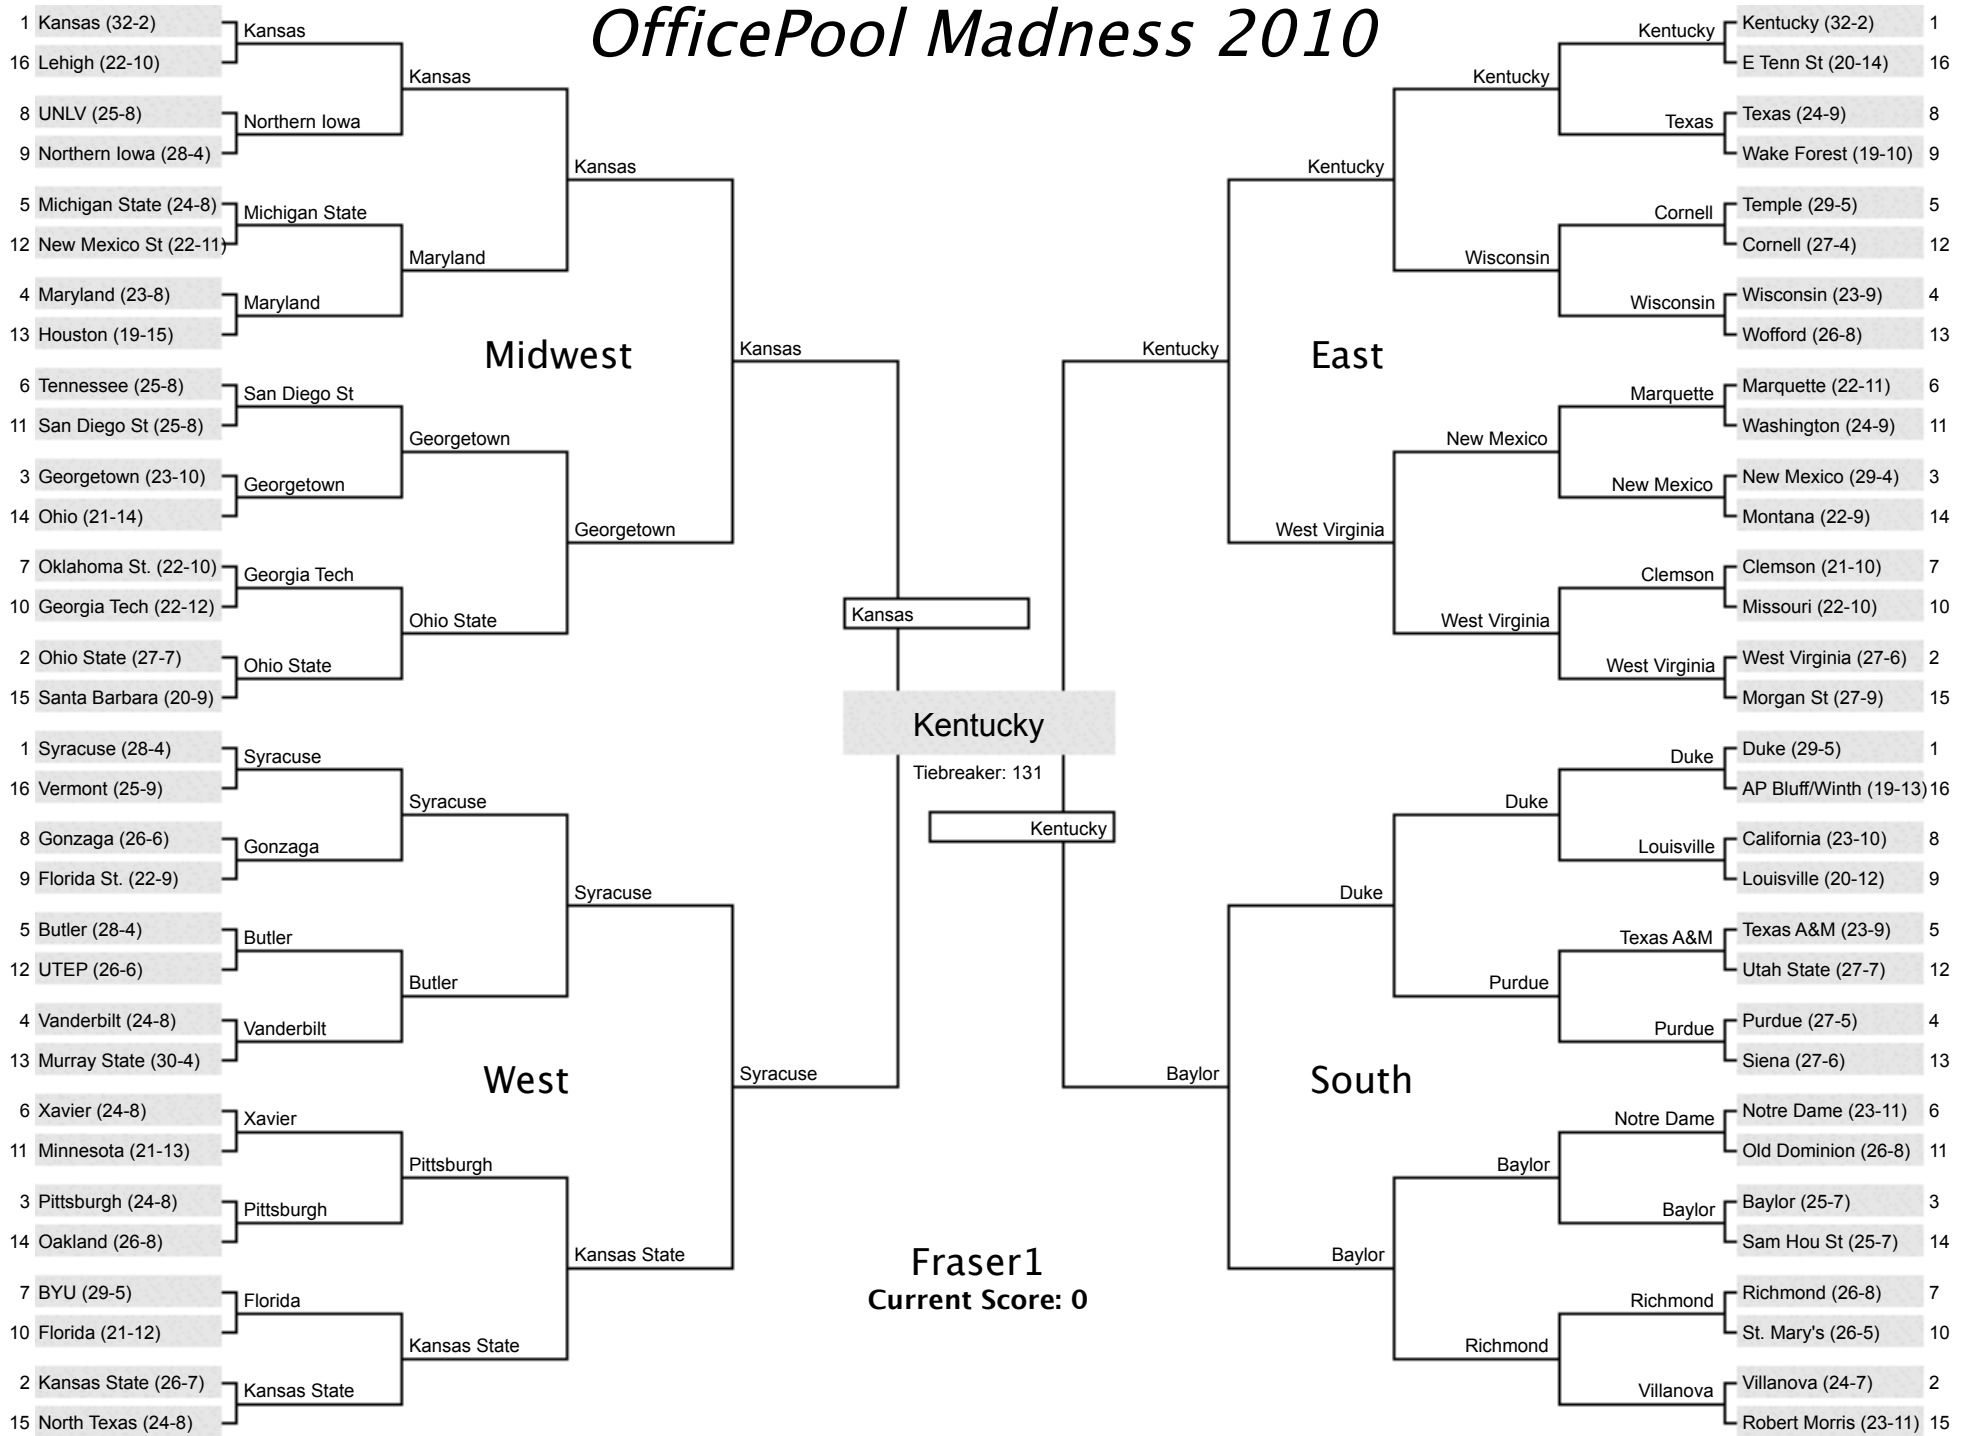 OfficePool Madness 2010
1 Kansas (32-2)
16 Lehigh (22-10)
8 UNLV (25-8)
9 Northern Iowa (28-4)
5 Michigan State (24-8)
12 New Mexico St (22-11)
4 Maryland (23-8)
13 Houston (19-15)
6 Tennessee (25-8)
11 San Diego St (25-8)
3 Georgetown (23-10)
14 Ohio (21-14)
7 Oklahoma St. (22-10)
10 Georgia Tech (22-12)
2 Ohio State (27-7)
15 Santa Barbara (20-9)
Kansas
Northern Iowa
Michigan State
Maryland
San Diego St
Georgetown
Georgia Tech
Ohio State
Kansas
Maryland
Georgetown
Ohio State
Kansas
Georgetown
Kansas
Midwest
1 Syracuse (28-4)
16 Vermont (25-9)
8 Gonzaga (26-6)
9 Florida St. (22-9)
5 Butler (28-4)
12 UTEP (26-6)
4 Vanderbilt (24-8)
13 Murray State (30-4)
6 Xavier (24-8)
11 Minnesota (21-13)
3 Pittsburgh (24-8)
14 Oakland (26-8)
7 BYU (29-5)
10 Florida (21-12)
2 Kansas State (26-7)
15 North Texas (24-8)
Syracuse
Gonzaga
Butler
Vanderbilt
Xavier
Pittsburgh
Florida
Kansas State
Syracuse
Butler
Pittsburgh
Kansas State
Syracuse
Kansas State
Syracuse
West
Kansas
Kentucky
Tiebreaker: 131
Kentucky
Fraser1
Current Score: 0
Kentucky (32-2) 1
E Tenn St (20-14) 16
Texas (24-9) 8
Wake Forest (19-10) 9
Temple (29-5) 5
Cornell (27-4) 12
Wisconsin (23-9) 4
Wofford (26-8) 13
Marquette (22-11) 6
Washington (24-9) 11
New Mexico (29-4) 3
Montana (22-9) 14
Clemson (21-10) 7
Missouri (22-10) 10
West Virginia (27-6) 2
Morgan St (27-9) 15
Kentucky
Texas
Cornell
Wisconsin
Marquette
New Mexico
Clemson
West Virginia
Kentucky
Wisconsin
New Mexico
West Virginia
Kentucky
West Virginia
Kentucky
East
Duke (29-5) 1
AP Bluff/Winth (19-13) 16
California (23-10) 8
Louisville (20-12) 9
Texas A&M (23-9) 5
Utah State (27-7) 12
Purdue (27-5) 4
Siena (27-6) 13
Notre Dame (23-11) 6
Old Dominion (26-8) 11
Baylor (25-7) 3
Sam Hou St (25-7) 14
Richmond (26-8) 7
St. Mary's (26-5) 10
Villanova (24-7) 2
Robert Morris (23-11) 15
Duke
Louisville
Texas A&M
Purdue
Notre Dame
Baylor
Richmond
Villanova
Duke
Purdue
Baylor
Richmond
Duke
Baylor
Baylor
South